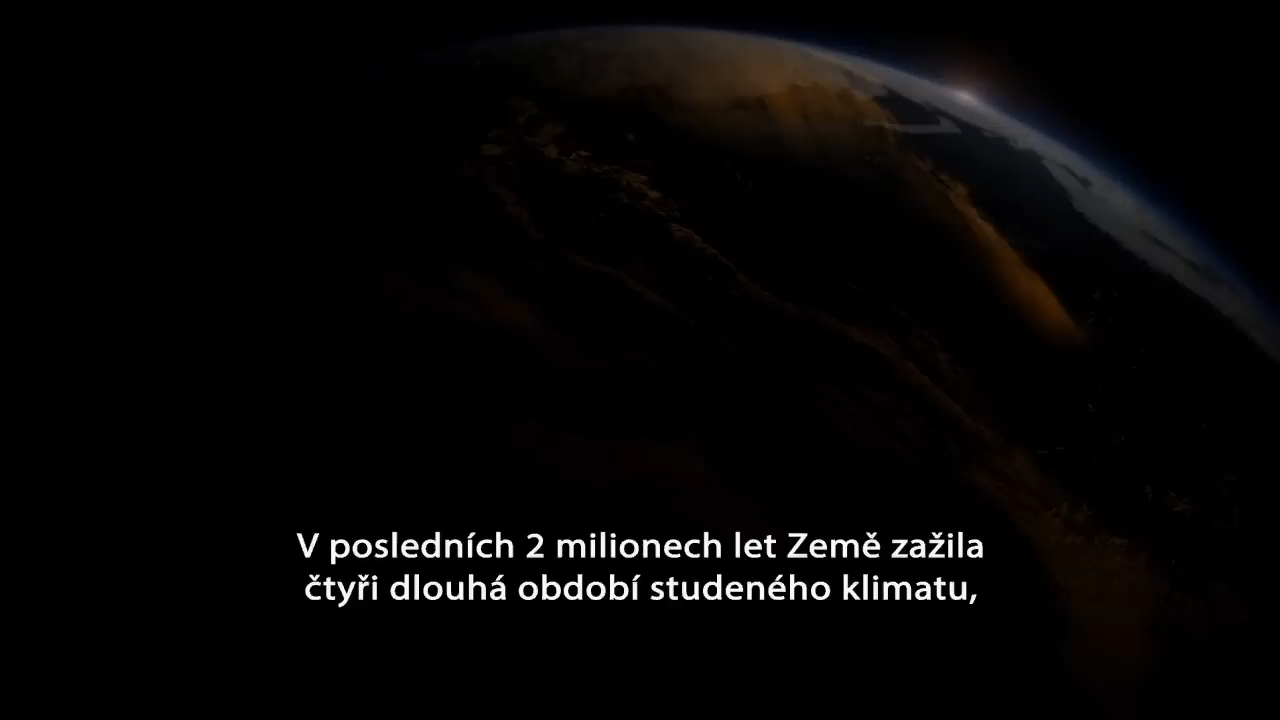 V posledních 2 milionech let Země zažila
čtyři dlouhá období studeného klimatu,